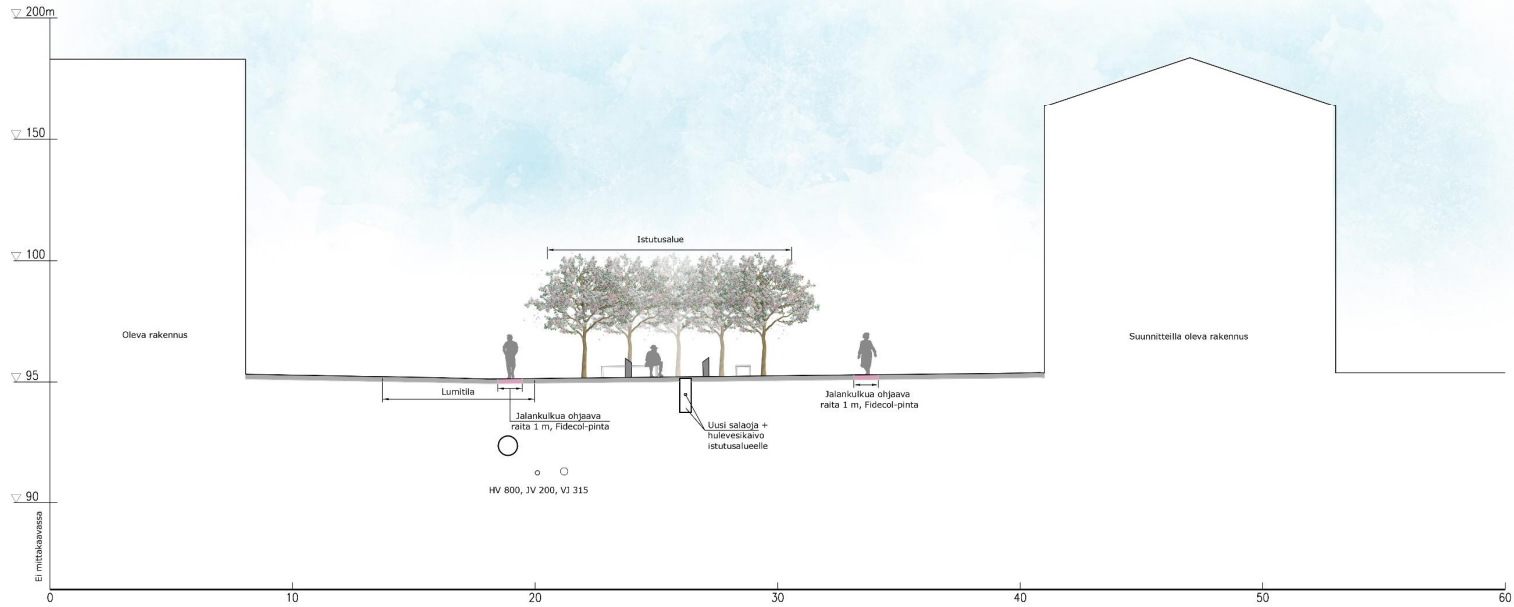 200m
150
100
95
90
Ei mittakaavassa
Istutusalue
Oleva rakennus
Suunnitteilla oleva rakennus
Lumitila
Jalankulkua ohjaava
raita 1 m, Fidecol-pinta
Uusi salaoja +
hulevesikaivo
istutusalueelle
Jalankulkua ohjaava
raita 1 m, Fidecol-pinta
HV 800, JV 200, VJ 315
0
10
20
30
40
50
60